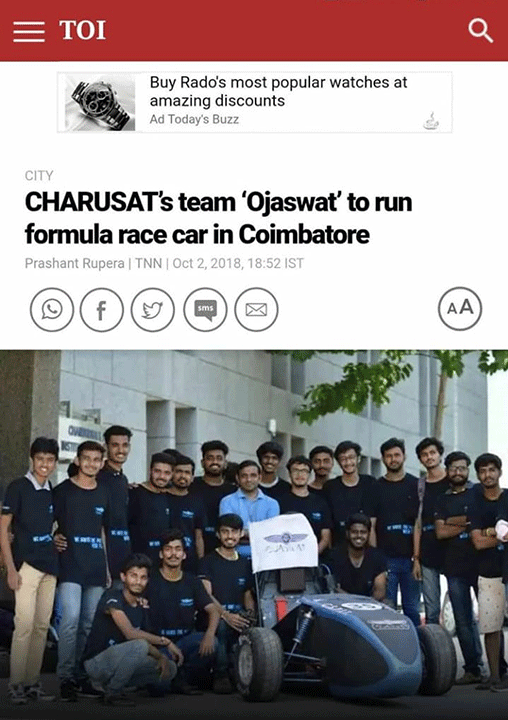 TOI
Buy Rado's most popular watches at
amazing discounts
Ad Today's Buzz
CITY
CHARUSAT's team ‘Ojaswat’ to run
formula race car in Coimbatore
Prashant Rupera | TNN | Oct 2, 2018, 18:52 IST
sms
AA
OJASWAT